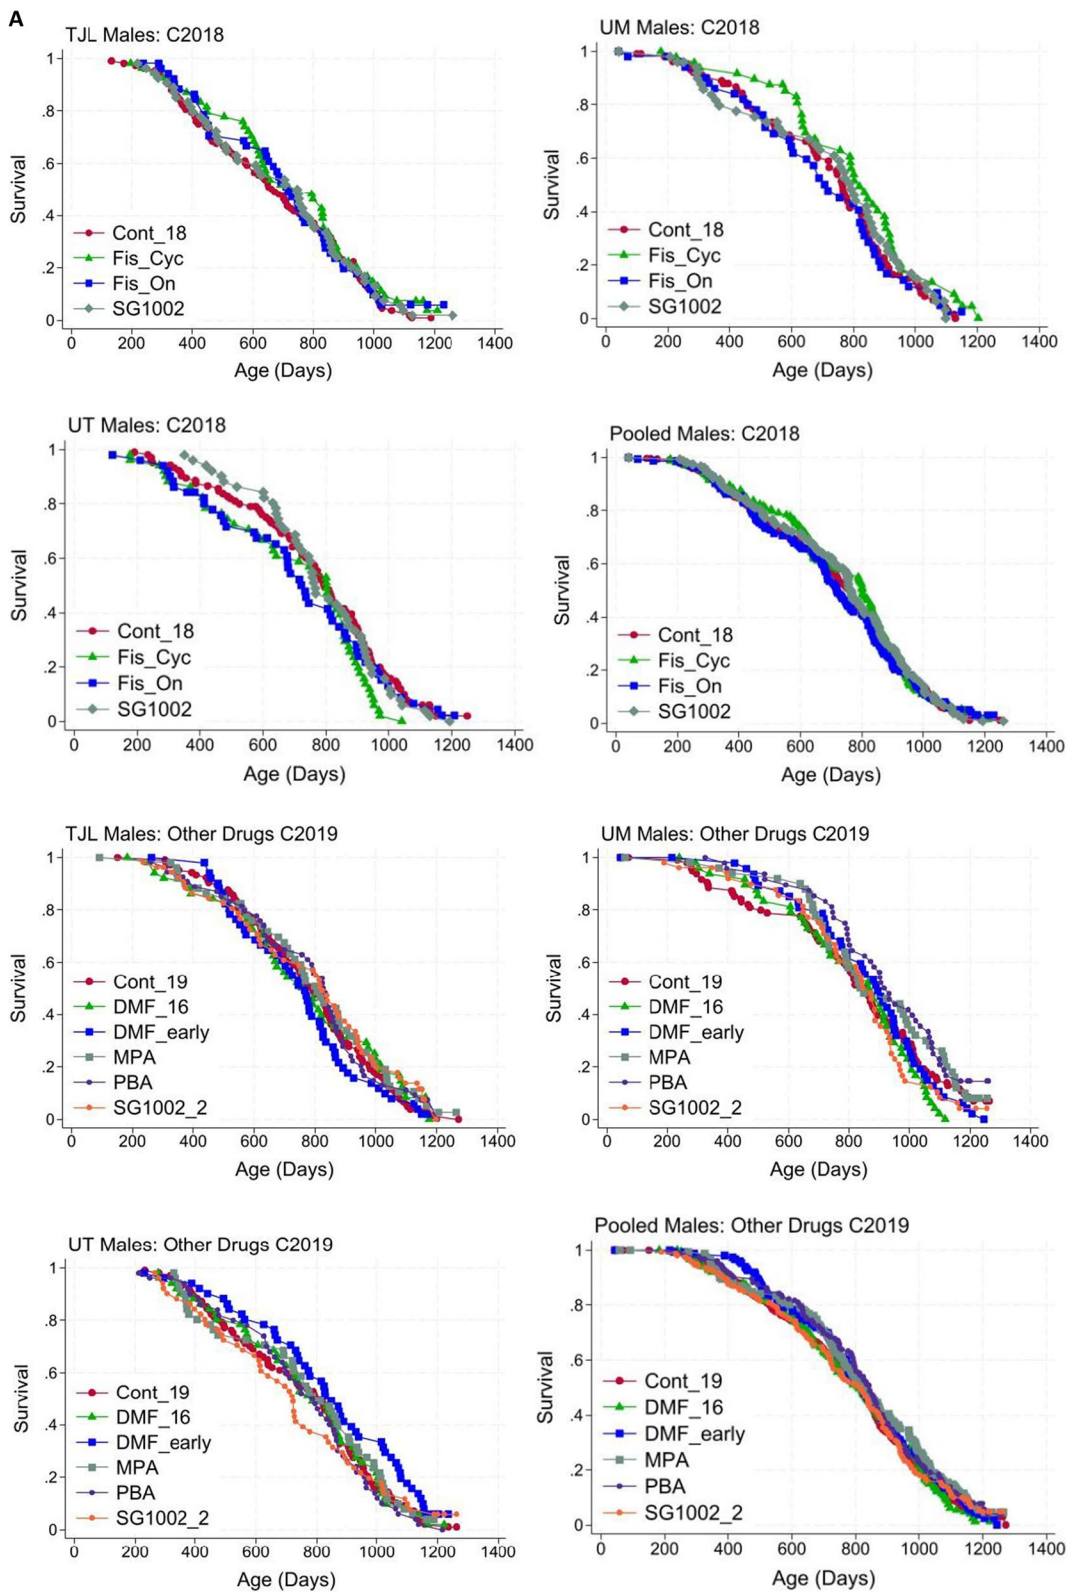 A
TJL Males: C2018
1
.8
.6
.4
.2
0
Survival
Cont_18
Fis_Cyc
Fis_On
SG1002
0 200 400 600 800 1000 1200 1400
Age (Days)
UM Males: C2018
1
.8
.6
.4
.2
0
Survival
Cont_18
Fis_Cyc
Fis_On
SG1002
0 200 400 600 800 1000 1200 1400
Age (Days)
UT Males: C2018
1
.8
.6
.4
.2
0
Survival
Cont_18
Fis_Cyc
Fis_On
SG1002
0 200 400 600 800 1000 1200 1400
Age (Days)
Pooled Males: C2018
1
.8
.6
.4
.2
0
Survival
Cont_18
Fis_Cyc
Fis_On
SG1002
0 200 400 600 800 1000 1200 1400
Age (Days)
TJL Males: Other Drugs C2019
1
.8
.6
.4
.2
0
Survival
Cont_19
DMF_16
DMF_early
MPA
PBA
SG1002_2
0 200 400 600 800 1000 1200 1400
Age (Days)
UM Males: Other Drugs C2019
1
.8
.6
.4
.2
0
Survival
Cont_19
DMF_16
DMF_early
MPA
PBA
SG1002_2
0 200 400 600 800 1000 1200 1400
Age (Days)
UT Males: Other Drugs C2019
1
.8
.6
.4
.2
0
Survival
Cont_19
DMF_16
DMF_early
MPA
PBA
SG1002_2
0 200 400 600 800 1000 1200 1400
Age (Days)
Pooled Males: Other Drugs C2019
1
.8
.6
.4
.2
0
Survival
Cont_19
DMF_16
DMF_early
MPA
PBA
SG1002_2
0 200 400 600 800 1000 1200 1400
Age (Days)